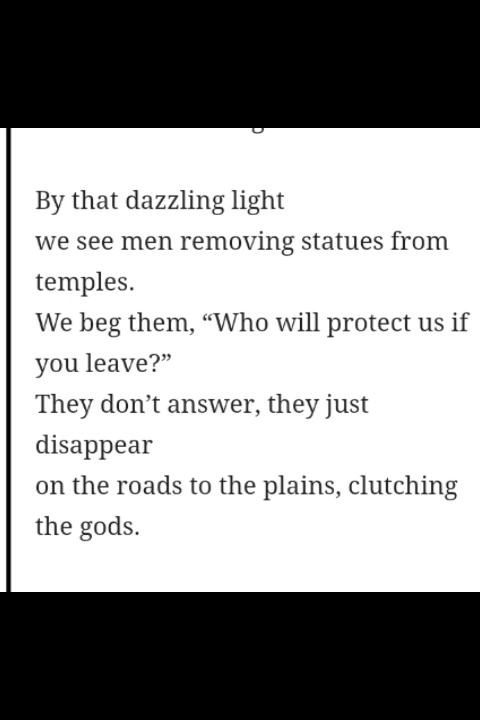 By that dazzling light
we see men removing statues from
temples.
We beg them, “Who will protect us if
you leave?”
They don’t answer, they just
disappear
on the roads to the plains, clutching
the gods.